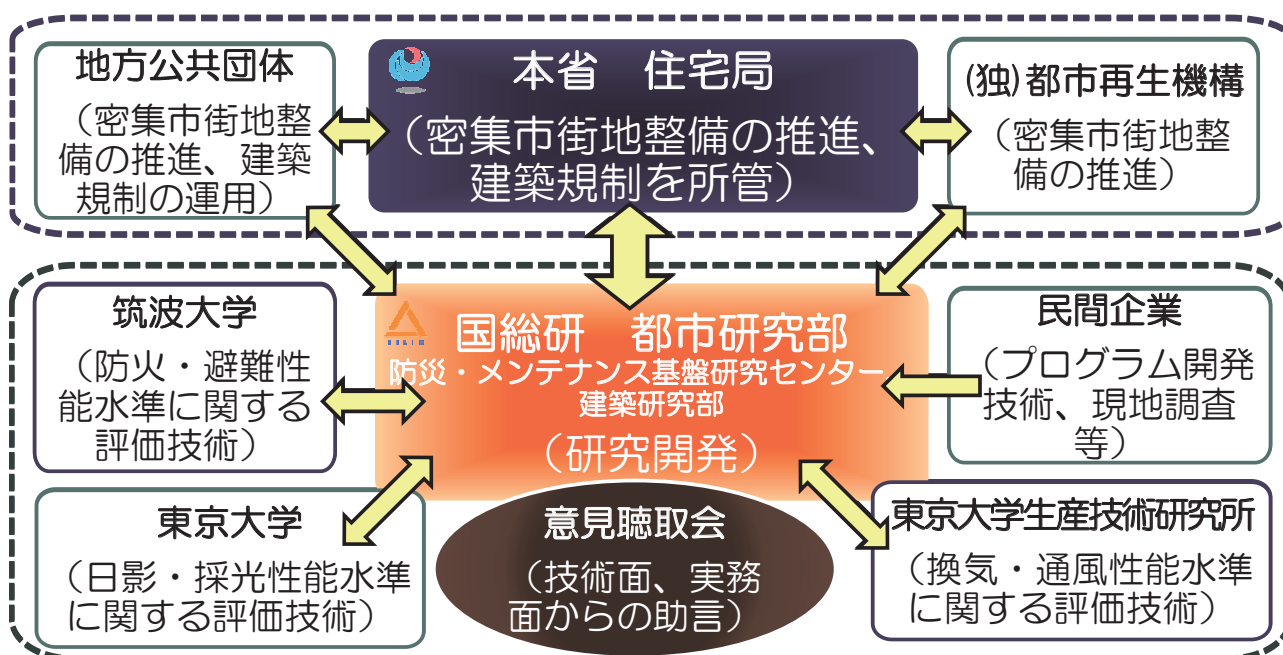 地方公共団体
（密集市街地整
備の推進、建築
規制の運用）
本省　住宅局
（密集市街地整備の推進、
建築規制を所管）
(独)都市再生機構
（密集市街地整
備の推進）
筑波大学
（防火・避難性
能水準に関する
評価技術）
国総研　都市研究部
防災・メンテナンス基盤研究センター
建築研究部
（研究開発）
民間企業
（プログラム開発
技術、現地調査
等）
東京大学
（日影・採光性能水準
に関する評価技術）
意見聴取会
（技術面、実務
面からの助言）
東京大学生産技術研究所
（換気・通風性能水準
に関する評価技術）